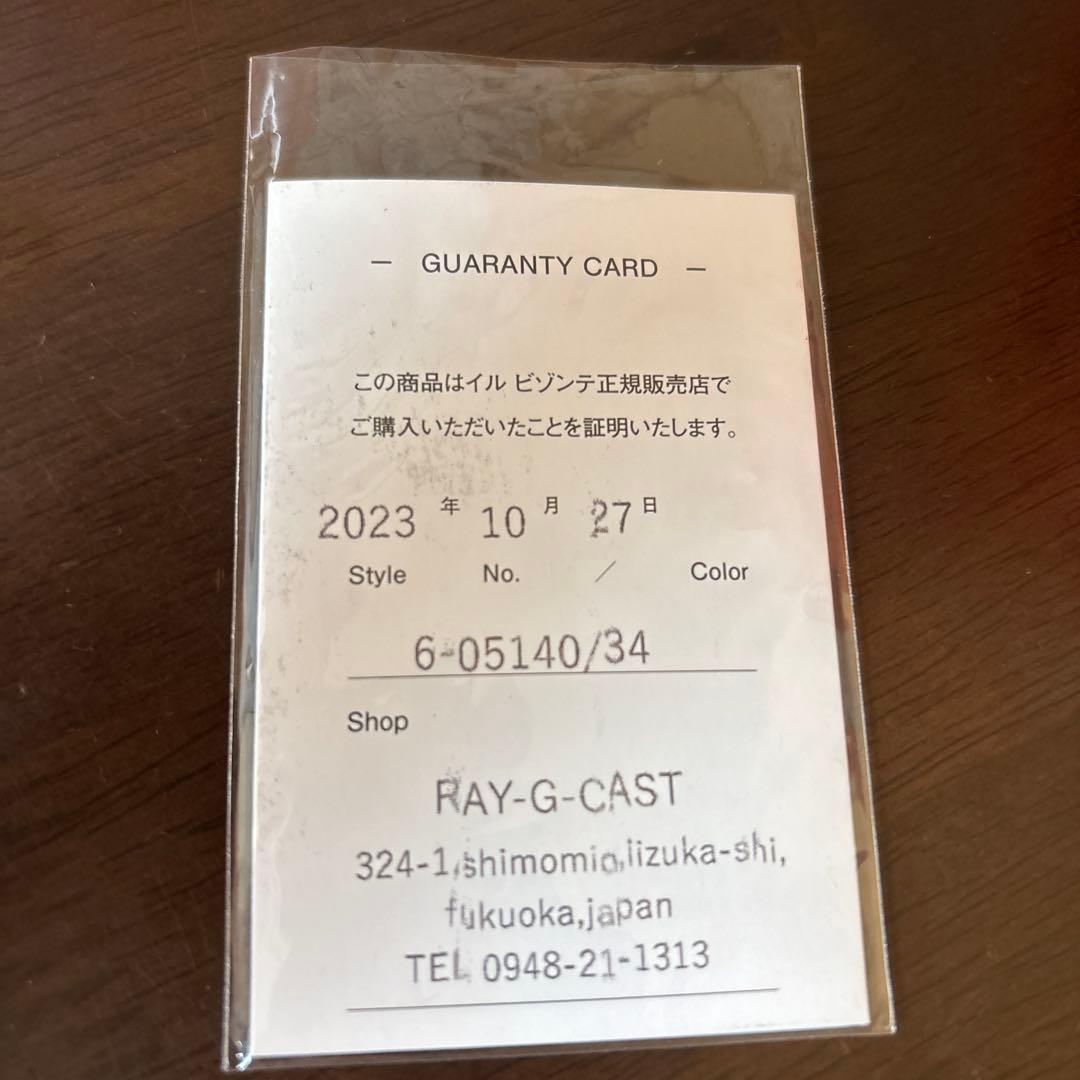 — GUARANTY CARD —
この商品はイル ビゾンテ正規販売店で
ご購入いただいたことを証明いたします。
2023 年 10 月 27 日
Style No. / Color
6-05140/34
Shop
RAY-G-CAST
324-1,shimomio,iizuka-shi,
fukuoka,japan
TEL 0948-21-1313